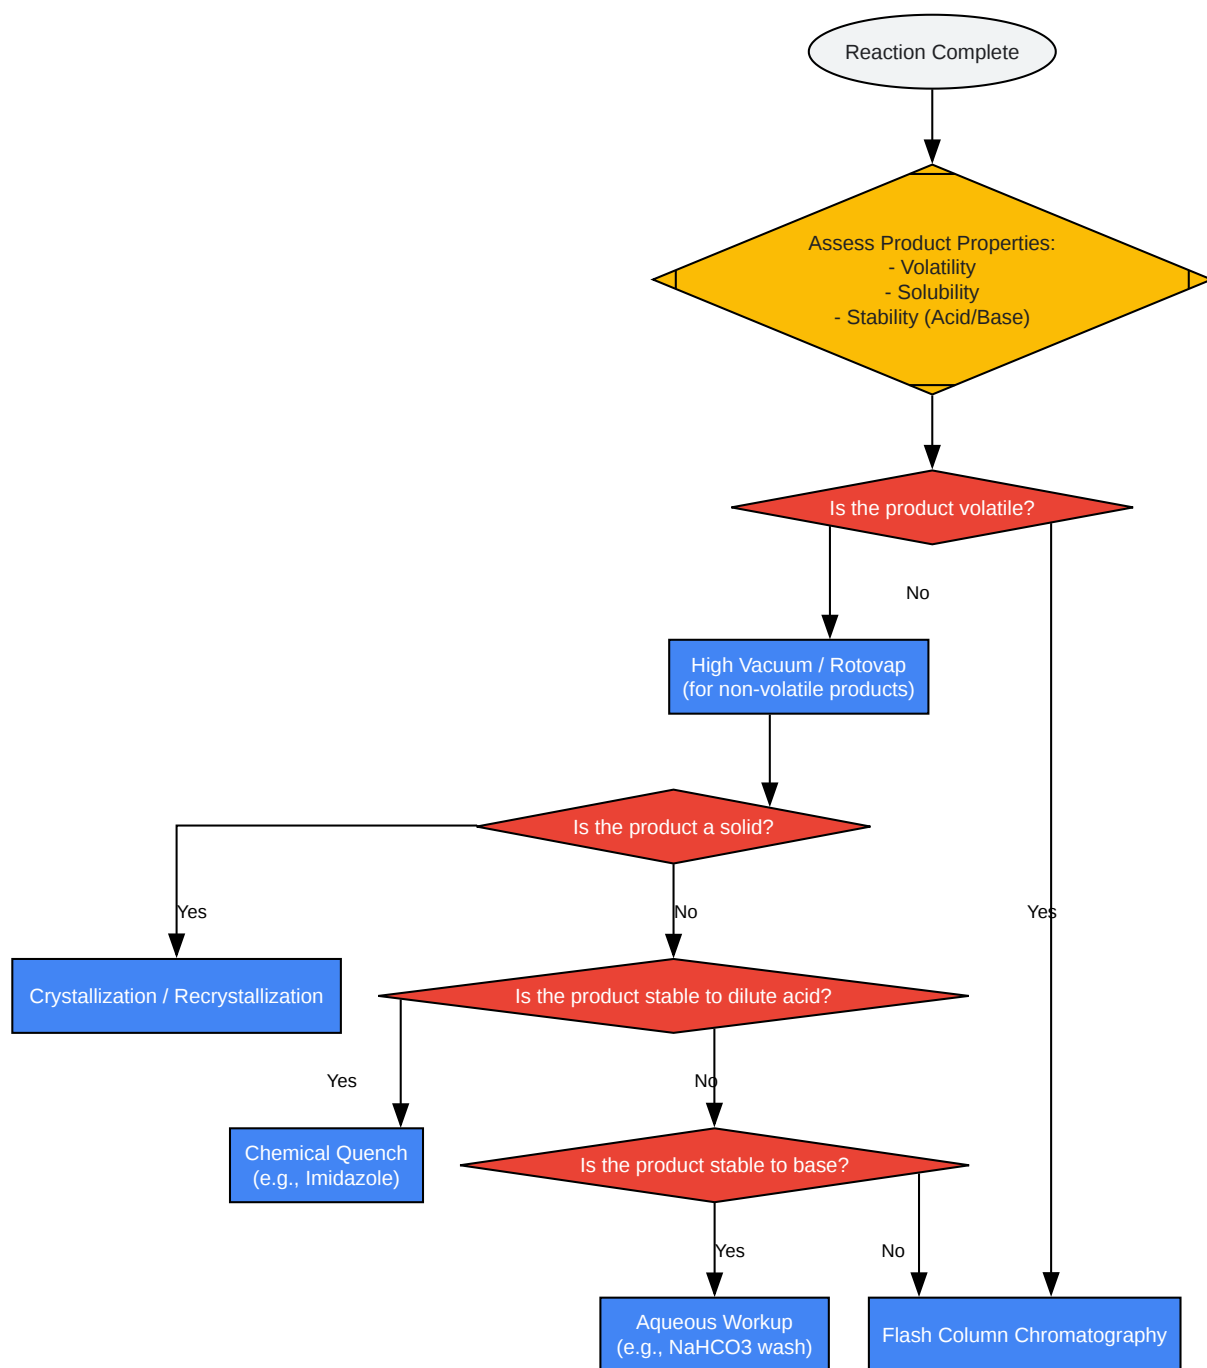 Reaction Complete
Assess Product Properties:
- Volatility
- Solubility
- Stability (Acid/Base)
Is the product volatile?
No
High Vacuum / Rotovap
(for non-volatile products)
Is the product a solid?
Yes
No
Yes
Crystallization / Recrystallization
Is the product stable to dilute acid?
Yes
No
Chemical Quench
(e.g., Imidazole)
Is the product stable to base?
Yes
No
Aqueous Workup
(e.g., NaHCO3 wash)
Flash Column Chromatography